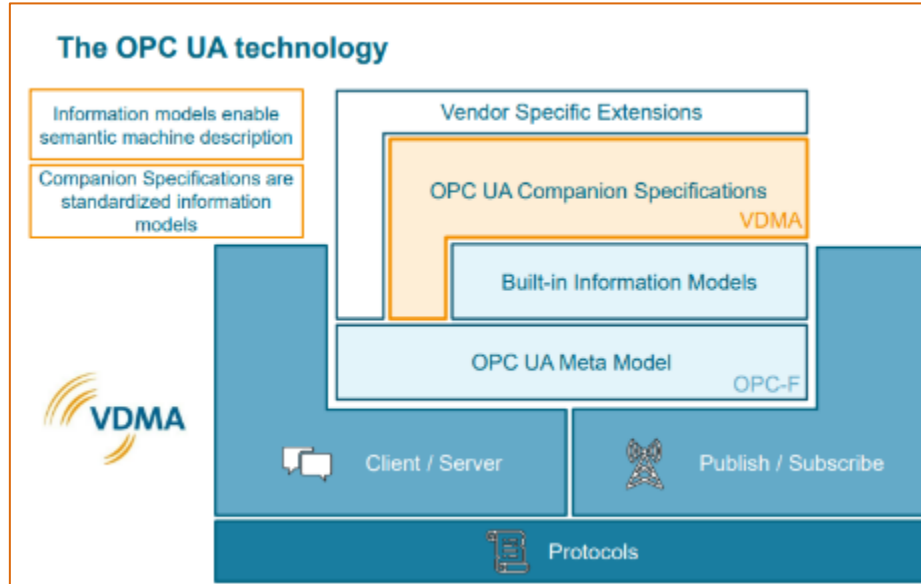 The OPC UA technology
Information models enable
semantic machine description
Companion Specifications are
standardized information
models
Vendor Specific Extensions
OPC UA Companion Specifications
VDMA
Built-in Information Models
OPC UA Meta Model
OPC-F
VDMA
Client / Server
Publish / Subscribe
Protocols